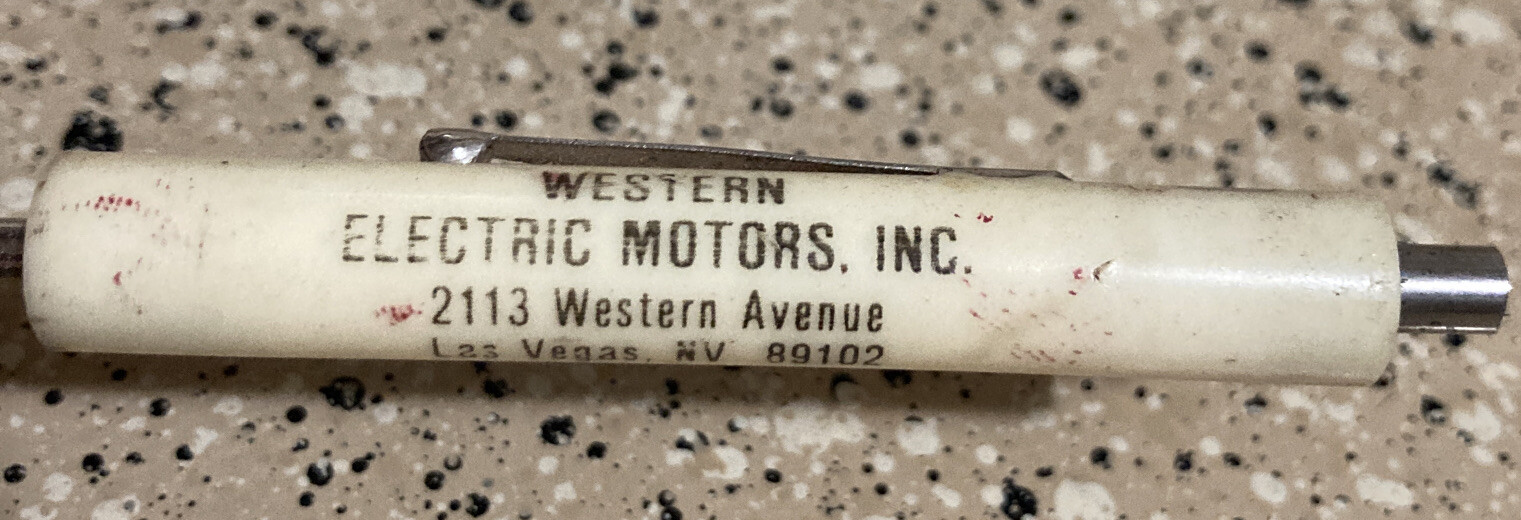 WESTERN
ELECTRIC MOTORS, INC.
2113 Western Avenue
Las Vegas, NV 89102